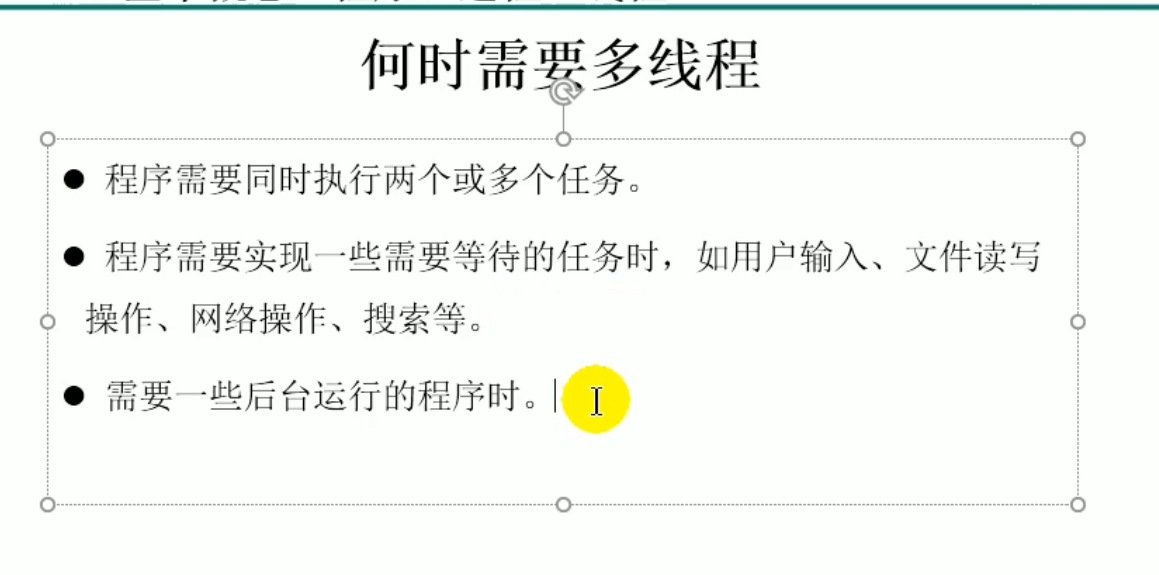 何时需要多线程
● 程序需要同时执行两个或多个任务。
● 程序需要实现一些需要等待的任务时，如用户输入、文件读写
操作、网络操作、搜索等。
● 需要一些后台运行的程序时。